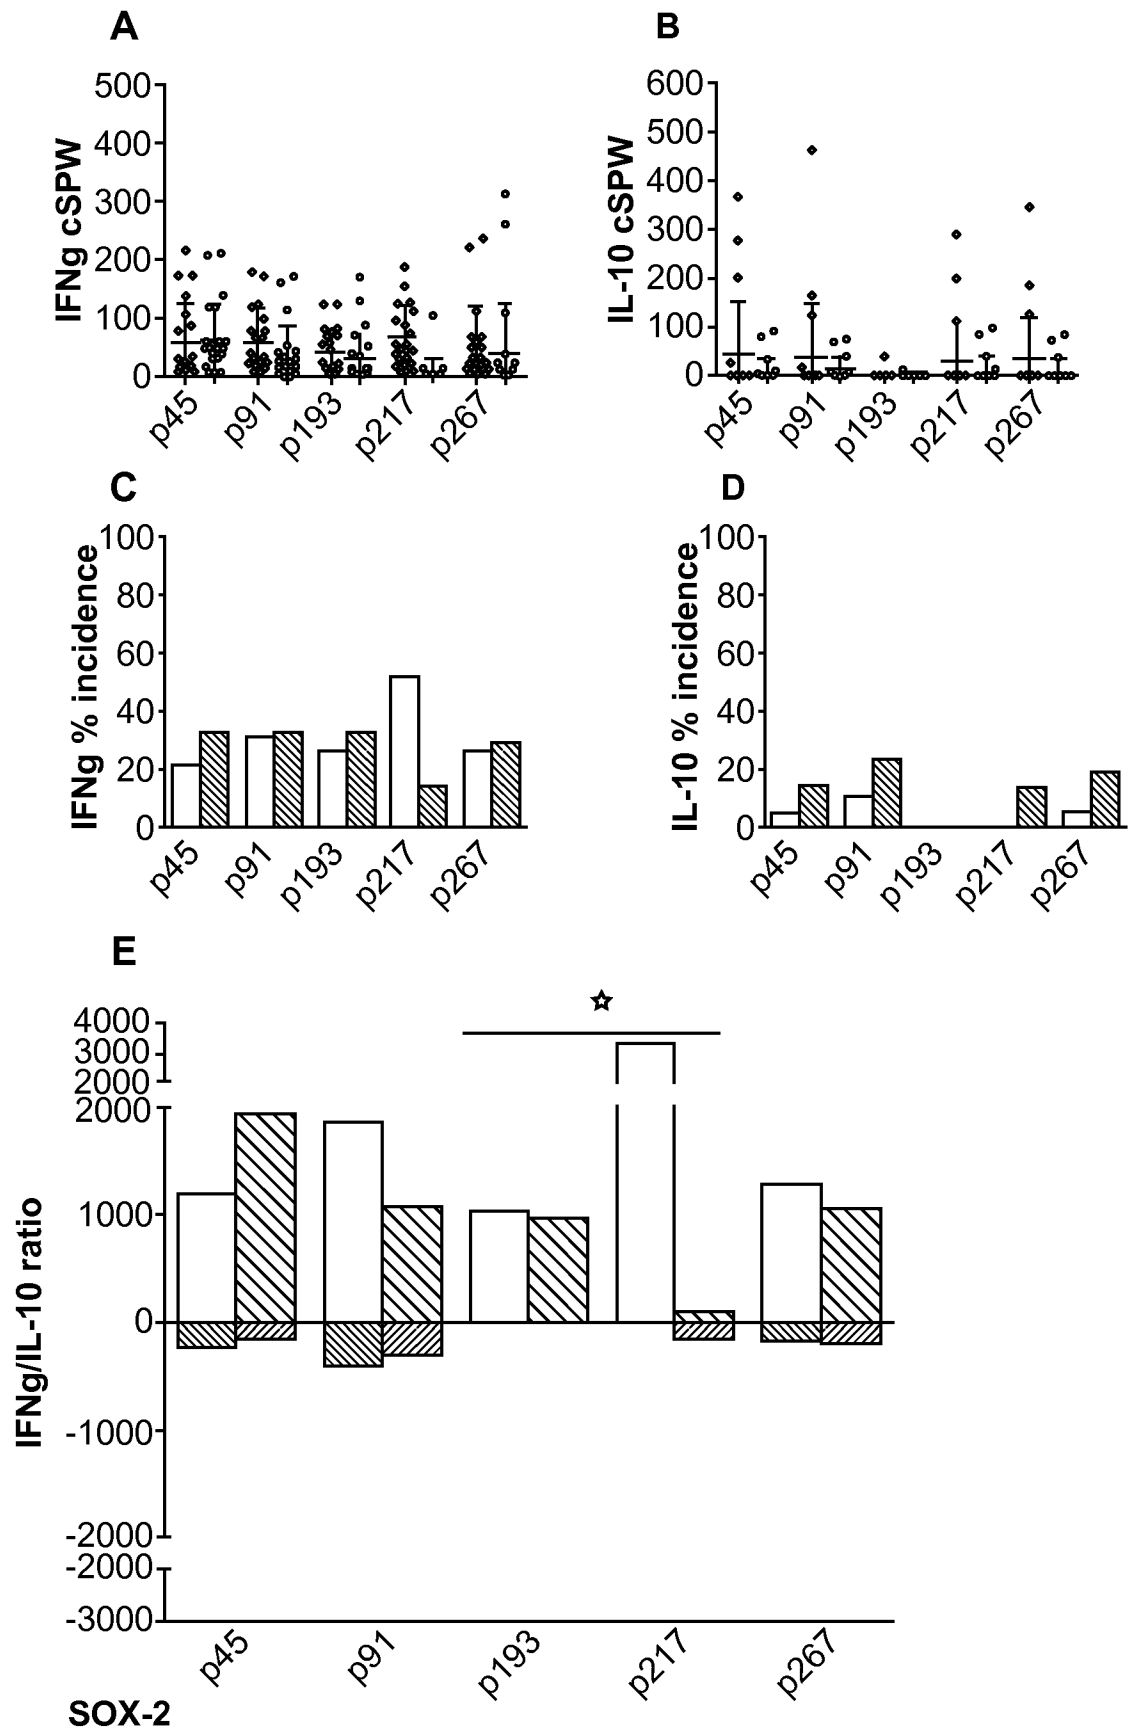 A
IFNg cSPW
500
400
300
200
100
0
p45
p91
p193
p217
p267
B
IL-10 cSPW
600
500
400
300
200
100
0
p45
p91
p193
p217
p267
C
IFNg % incidence
100
80
60
40
20
0
p45
p91
p193
p217
p267
D
IL-10 % incidence
100
80
60
40
20
0
p45
p91
p193
p217
p267
E
IFNg/IL-10 ratio
4000
3000
2000
2000
1000
0
-1000
-2000
-2000
-3000
p45
p91
p193
p217
p267
SOX-2